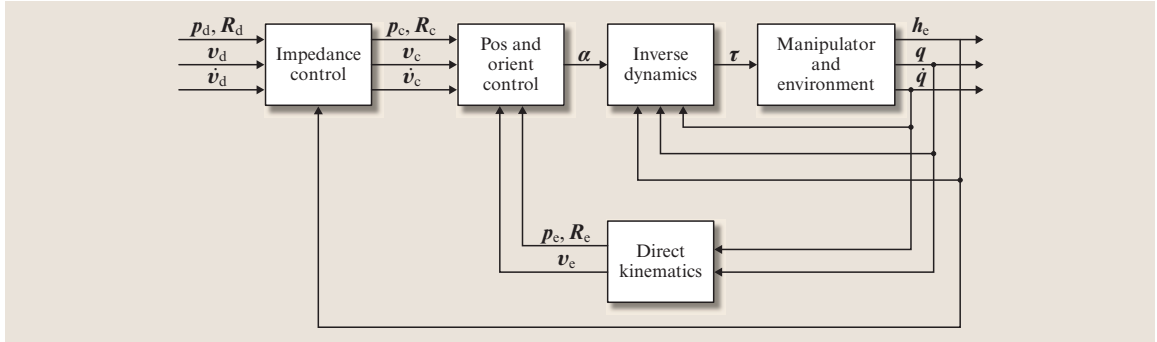 p_d, R_d
v_d
v̇_d
Impedance
control
p_c, R_c
v_c
v̇_c
Pos and
orient
control
α
Inverse
dynamics
τ
Manipulator
and
environment
h_e
q
q̇
p_e, R_e
v_e
Direct
kinematics